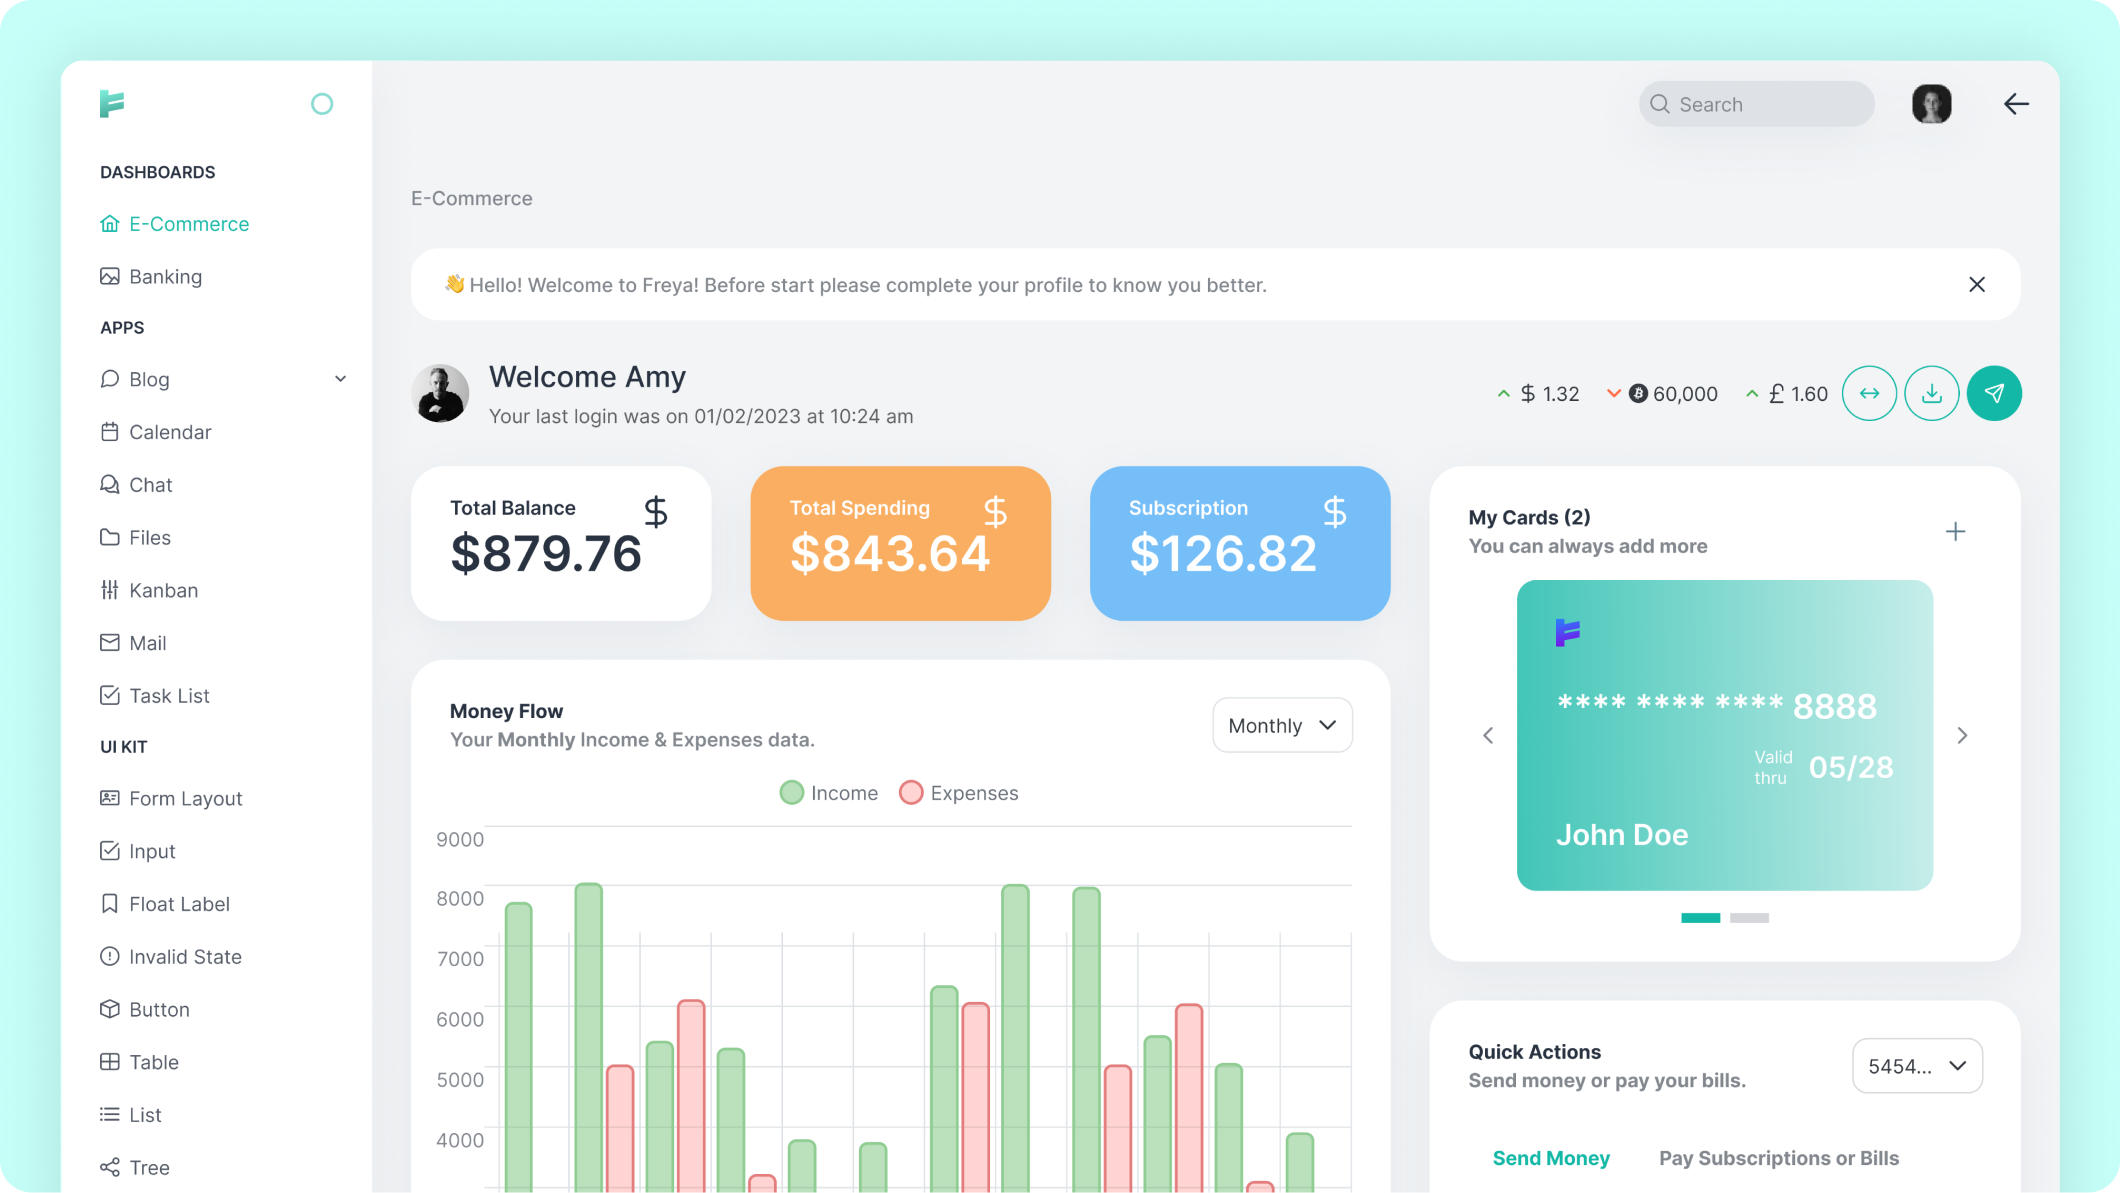 Search
DASHBOARDS
E-Commerce
Banking
APPS
Blog
Calendar
Chat
Files
Kanban
Mail
Task List
UI KIT
Form Layout
Input
Float Label
Invalid State
Button
Table
List
Tree
E-Commerce
👋 Hello! Welcome to Freya! Before start please complete your profile to know you better.
Welcome Amy
Your last login was on 01/02/2023 at 10:24 am
$ 1.32
60,000
£ 1.60
Total Balance
$
$879.76
Total Spending
$
$843.64
Subscription
$
$126.82
Money Flow
Your Monthly Income & Expenses data.
Monthly
Income
Expenses
9000
8000
7000
6000
5000
4000
My Cards (2)
You can always add more
**** **** **** 8888
Valid
thru
05/28
John Doe
Quick Actions
Send money or pay your bills.
5454...
Send Money
Pay Subscriptions or Bills